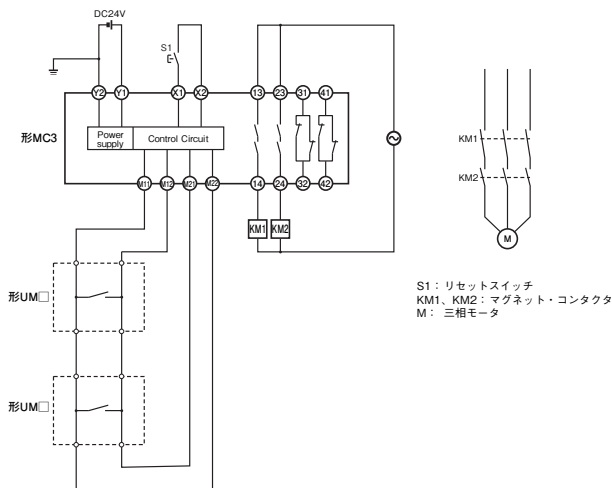 DC24V
S1
Y2 Y1 X1 X2 13 23 31 41
形MC3
Power supply
Control Circuit
M11 M12 M21 M22 14 24 32 42
KM1 KM2
形UM□
形UM□
KM1
KM2
M
S1：リセットスイッチ
KM1、KM2：マグネット・コンタクタ
M： 三相モータ